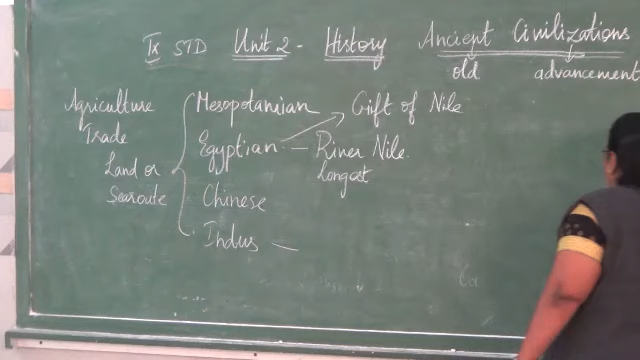 IX STD Unit 2 - History Ancient Civilizations
old advancement
Agriculture
Trade
Land or
Searoute
Mesopotamian
Gift of Nile
Egyptian — River Nile.
Longest
Chinese
Indus —